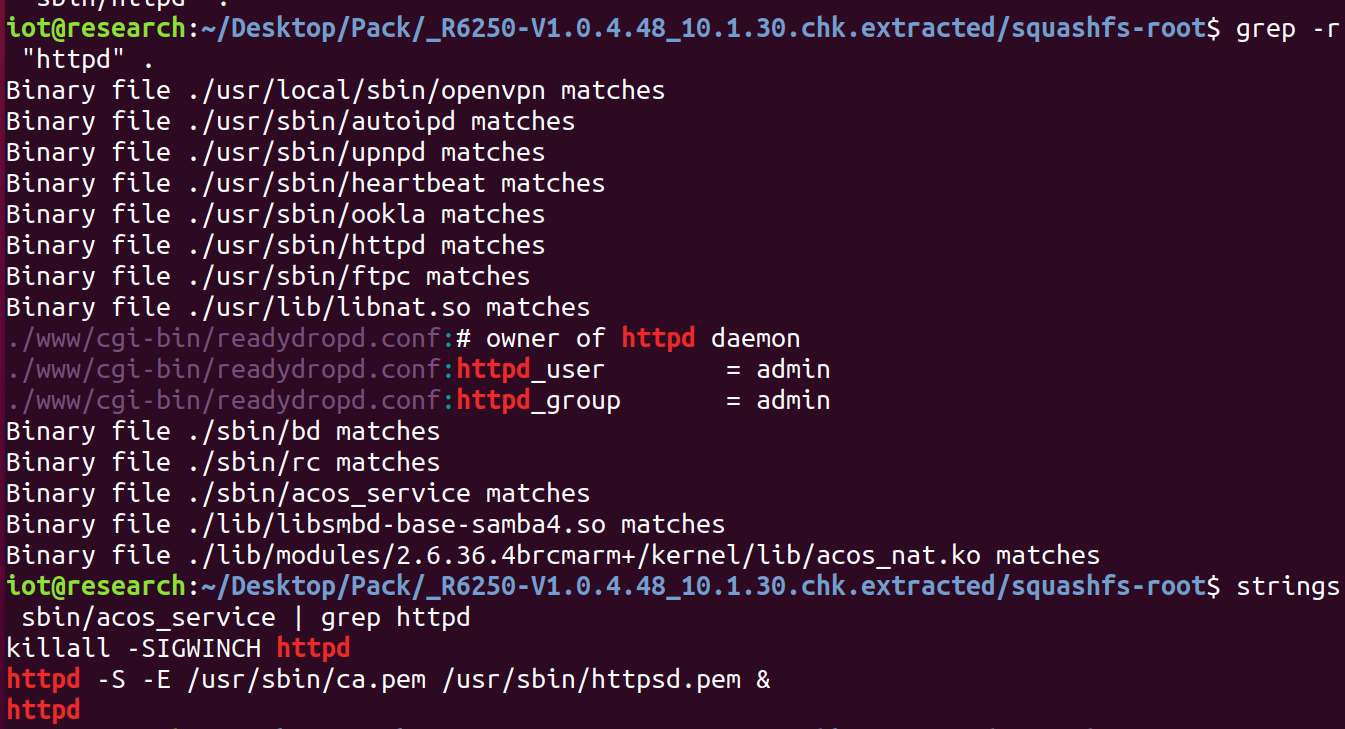 sbin/httpd .
iot@research:~/Desktop/Pack/_R6250-V1.0.4.48_10.1.30.chk.extracted/squashfs-root$ grep -r
"httpd" .
Binary file ./usr/local/sbin/openvpn matches
Binary file ./usr/sbin/autoipd matches
Binary file ./usr/sbin/upnpd matches
Binary file ./usr/sbin/heartbeat matches
Binary file ./usr/sbin/ookla matches
Binary file ./usr/sbin/httpd matches
Binary file ./usr/sbin/ftpc matches
Binary file ./usr/lib/libnat.so matches
./www/cgi-bin/readydropd.conf:# owner of httpd daemon
./www/cgi-bin/readydropd.conf:httpd_user        = admin
./www/cgi-bin/readydropd.conf:httpd_group       = admin
Binary file ./sbin/bd matches
Binary file ./sbin/rc matches
Binary file ./sbin/acos_service matches
Binary file ./lib/libsmbd-base-samba4.so matches
Binary file ./lib/modules/2.6.36.4brcmarm+/kernel/lib/acos_nat.ko matches
iot@research:~/Desktop/Pack/_R6250-V1.0.4.48_10.1.30.chk.extracted/squashfs-root$ strings
sbin/acos_service | grep httpd
killall -SIGWINCH httpd
httpd -S -E /usr/sbin/ca.pem /usr/sbin/httpsd.pem &
httpd